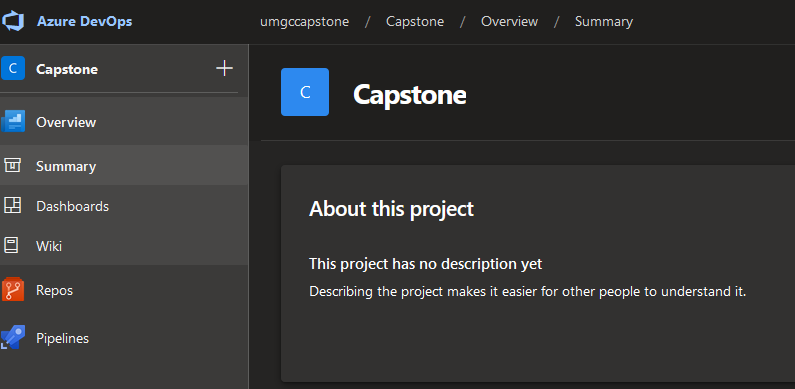 Azure DevOps
umgccapstone / Capstone / Overview / Summary
C Capstone +
C Capstone
Overview
Summary
Dashboards
Wiki
Repos
Pipelines
About this project
This project has no description yet
Describing the project makes it easier for other people to understand it.